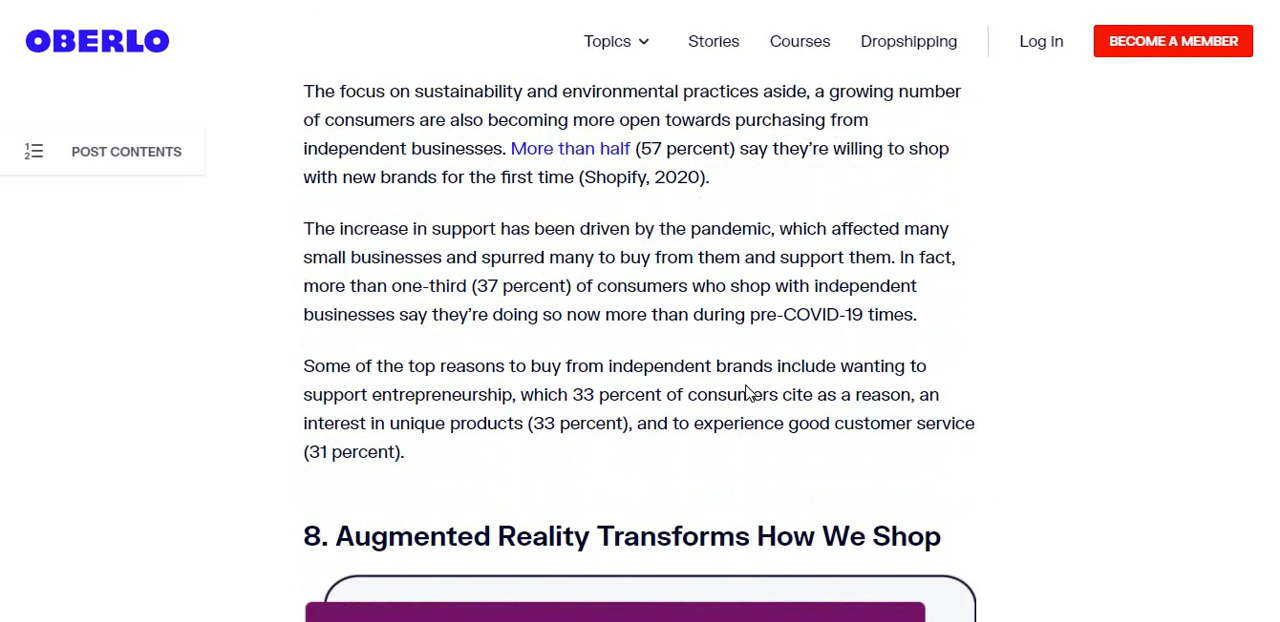 OBERLO
Topics
Stories
Courses
Dropshipping
Log in
BECOME A MEMBER
POST CONTENTS
The focus on sustainability and environmental practices aside, a growing number
of consumers are also becoming more open towards purchasing from
independent businesses. More than half (57 percent) say they’re willing to shop
with new brands for the first time (Shopify, 2020).
The increase in support has been driven by the pandemic, which affected many
small businesses and spurred many to buy from them and support them. In fact,
more than one-third (37 percent) of consumers who shop with independent
businesses say they’re doing so now more than during pre-COVID-19 times.
Some of the top reasons to buy from independent brands include wanting to
support entrepreneurship, which 33 percent of consumers cite as a reason, an
interest in unique products (33 percent), and to experience good customer service
(31 percent).
8. Augmented Reality Transforms How We Shop